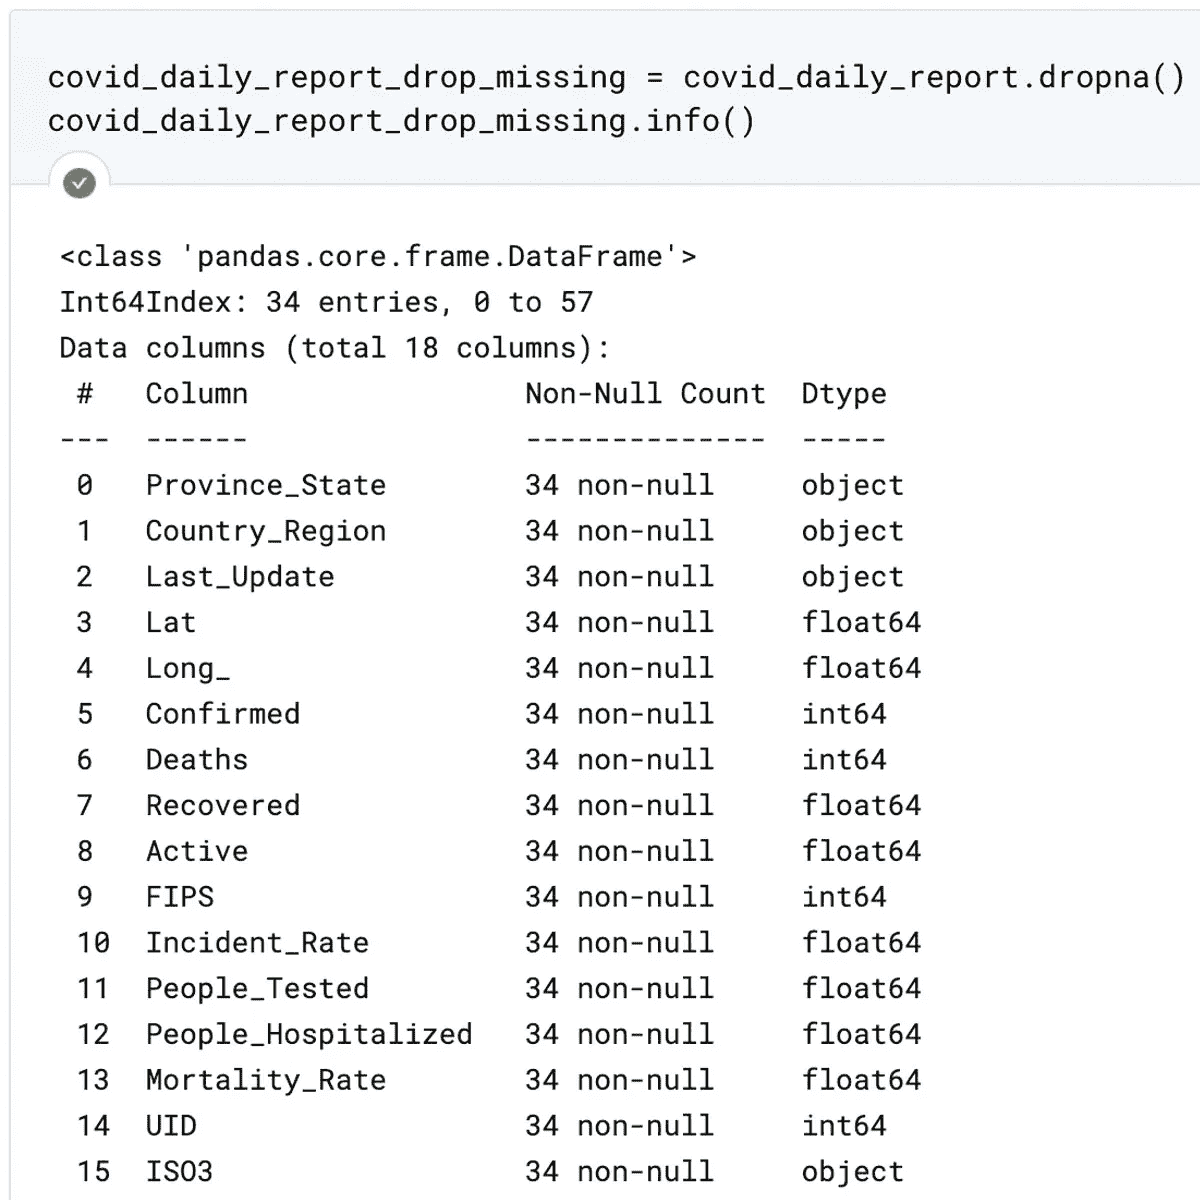 covid_daily_report_drop_missing = covid_daily_report.dropna()
covid_daily_report_drop_missing.info()
<class 'pandas.core.frame.DataFrame'>
Int64Index: 34 entries, 0 to 57
Data columns (total 18 columns):
 #   Column                Non-Null Count  Dtype
---  ------                --------------  -----
 0   Province_State        34 non-null     object
 1   Country_Region        34 non-null     object
 2   Last_Update           34 non-null     object
 3   Lat                   34 non-null     float64
 4   Long_                 34 non-null     float64
 5   Confirmed             34 non-null     int64
 6   Deaths                34 non-null     int64
 7   Recovered             34 non-null     float64
 8   Active                34 non-null     float64
 9   FIPS                  34 non-null     int64
 10  Incident_Rate         34 non-null     float64
 11  People_Tested         34 non-null     float64
 12  People_Hospitalized   34 non-null     float64
 13  Mortality_Rate        34 non-null     float64
 14  UID                   34 non-null     int64
 15  ISO3                  34 non-null     object